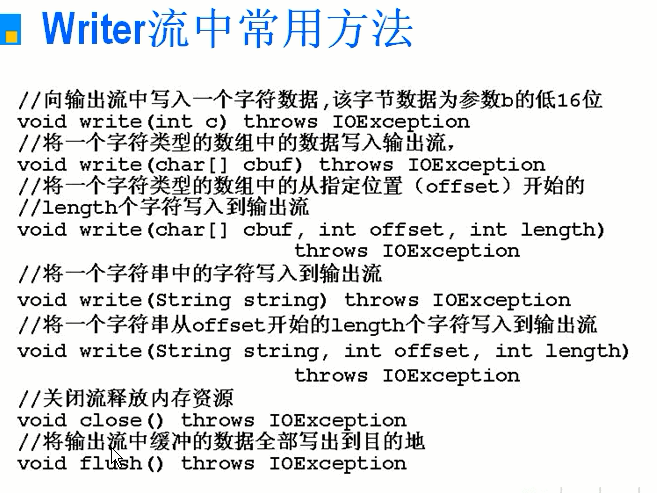 Writer流中常用方法
//向输出流中写入一个字符数据,该字节数据为参数b的低16位
void write(int c) throws IOException
//将一个字符类型的数组中的数据写入输出流，
void write(char[] cbuf) throws IOException
//将一个字符类型的数组中的从指定位置（offset）开始的
//length个字符写入到输出流
void write(char[] cbuf, int offset, int length)
throws IOException
//将一个字符串中的字符写入到输出流
void write(String string) throws IOException
//将一个字符串从offset开始的length个字符写入到输出流
void write(String string, int offset, int length)
throws IOException
//关闭流释放内存资源
void close() throws IOException
//将输出流中缓冲的数据全部写出到目的地
void flush() throws IOException